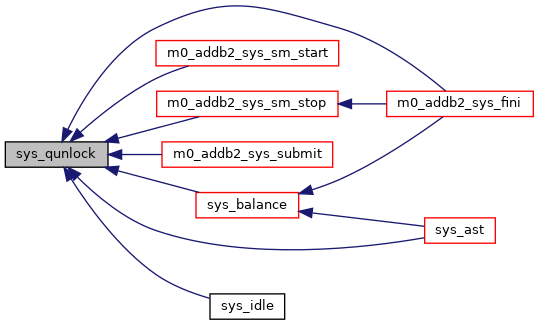 m0_addb2_sys_sm_start
m0_addb2_sys_sm_stop
m0_addb2_sys_fini
sys_qunlock
m0_addb2_sys_submit
sys_balance
sys_ast
sys_idle